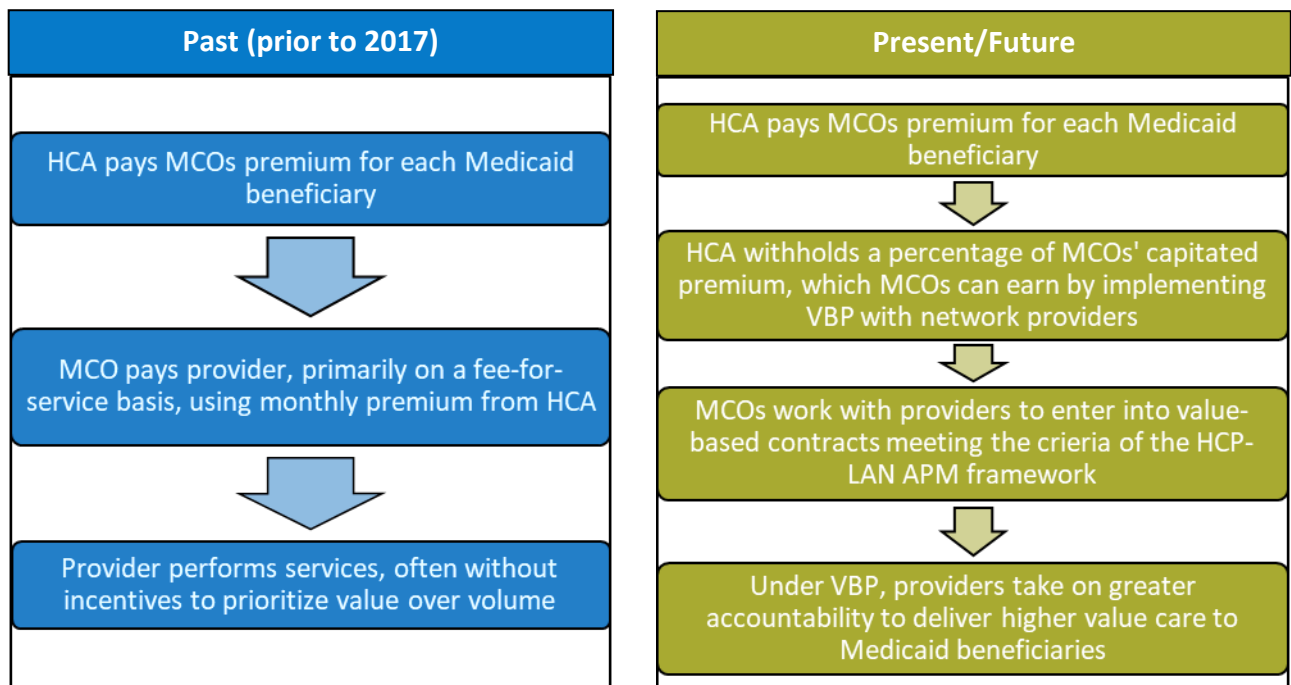 Past (prior to 2017)
HCA pays MCOs premium for each Medicaid
beneficiary
MCO pays provider, primarily on a fee-for-
service basis, using monthly premium from HCA
Provider performs services, often without
incentives to prioritize value over volume
Present/Future
HCA pays MCOs premium for each Medicaid
beneficiary
HCA withholds a percentage of MCOs' capitated
premium, which MCOs can earn by implementing
VBP with network providers
MCOs work with providers to enter into value-
based contracts meeting the crieria of the HCP-
LAN APM framework
Under VBP, providers take on greater
accountability to deliver higher value care to
Medicaid beneficiaries